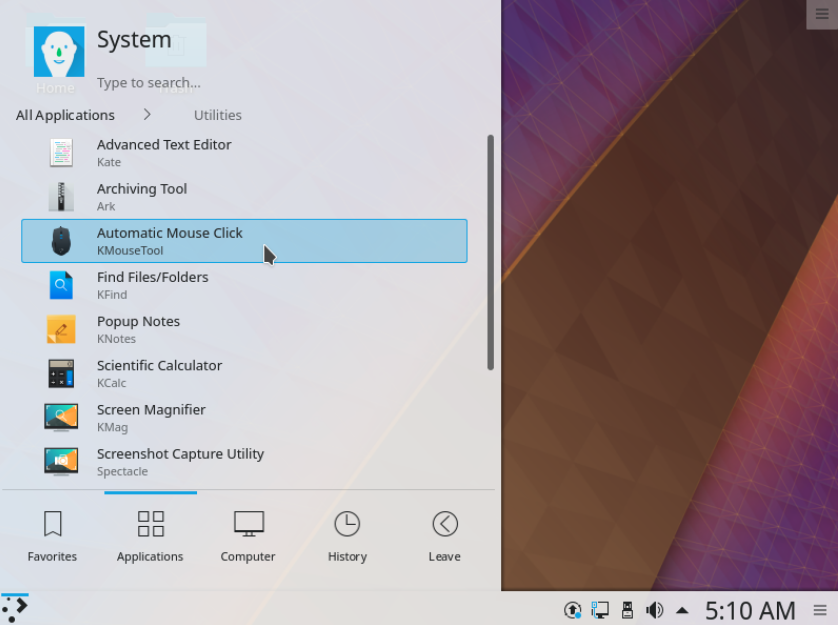 System
Type to search...
Home
All Applications
Utilities
Advanced Text Editor
Kate
Archiving Tool
Ark
Automatic Mouse Click
KMouseTool
Find Files/Folders
KFind
Popup Notes
KNotes
Scientific Calculator
KCalc
Screen Magnifier
KMag
Screenshot Capture Utility
Spectacle
Favorites
Applications
Computer
History
Leave
5:10 AM